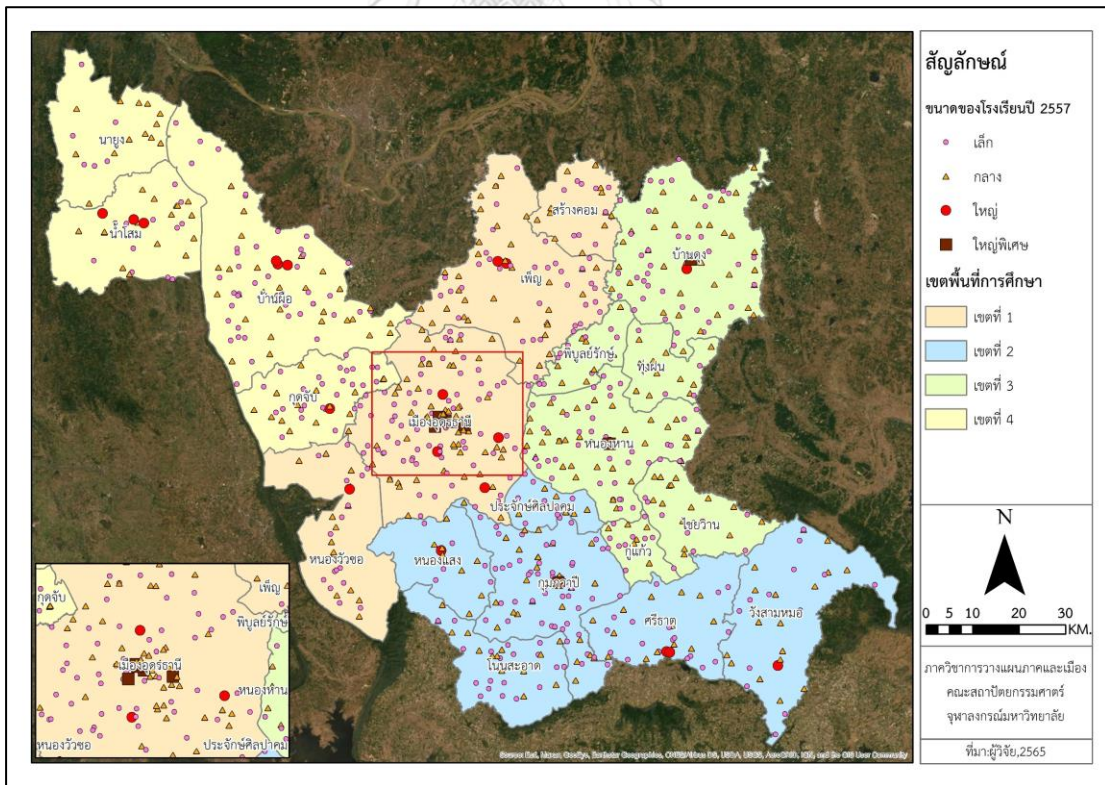 นายูง
น้ำโสม
บ้านผือ
สร้างคอม
เพ็ญ
บ้านดุง
พิบูลย์รักษ์
ทุ่งฝน
กุดจับ
เมืองอุดรธานี
หนองหาน
ประจักษ์ศิลปาคม
ไชยวาน
กู่แก้ว
หนองวัวซอ
หนองแสง
กุมภวาปี
ศรีธาตุ
วังสามหมอ
โนนสะอาด
กุดจับ
เพ็ญ
พิบูลย์รักษ์
เมืองอุดรธานี
หนองหาน
หนองวัวซอ
ประจักษ์ศิลปาคม
สัญลักษณ์
ขนาดของโรงเรียนปี 2557
เล็ก
กลาง
ใหญ่
ใหญ่พิเศษ
เขตพื้นที่การศึกษา
เขตที่ 1
เขตที่ 2
เขตที่ 3
เขตที่ 4
N
0 5 10 20 30
KM.
ภาควิชาการวางแผนภาคและเมือง
คณะสถาปัตยกรรมศาสตร์
จุฬาลงกรณ์มหาวิทยาลัย
ที่มา:ผู้วิจัย,2565